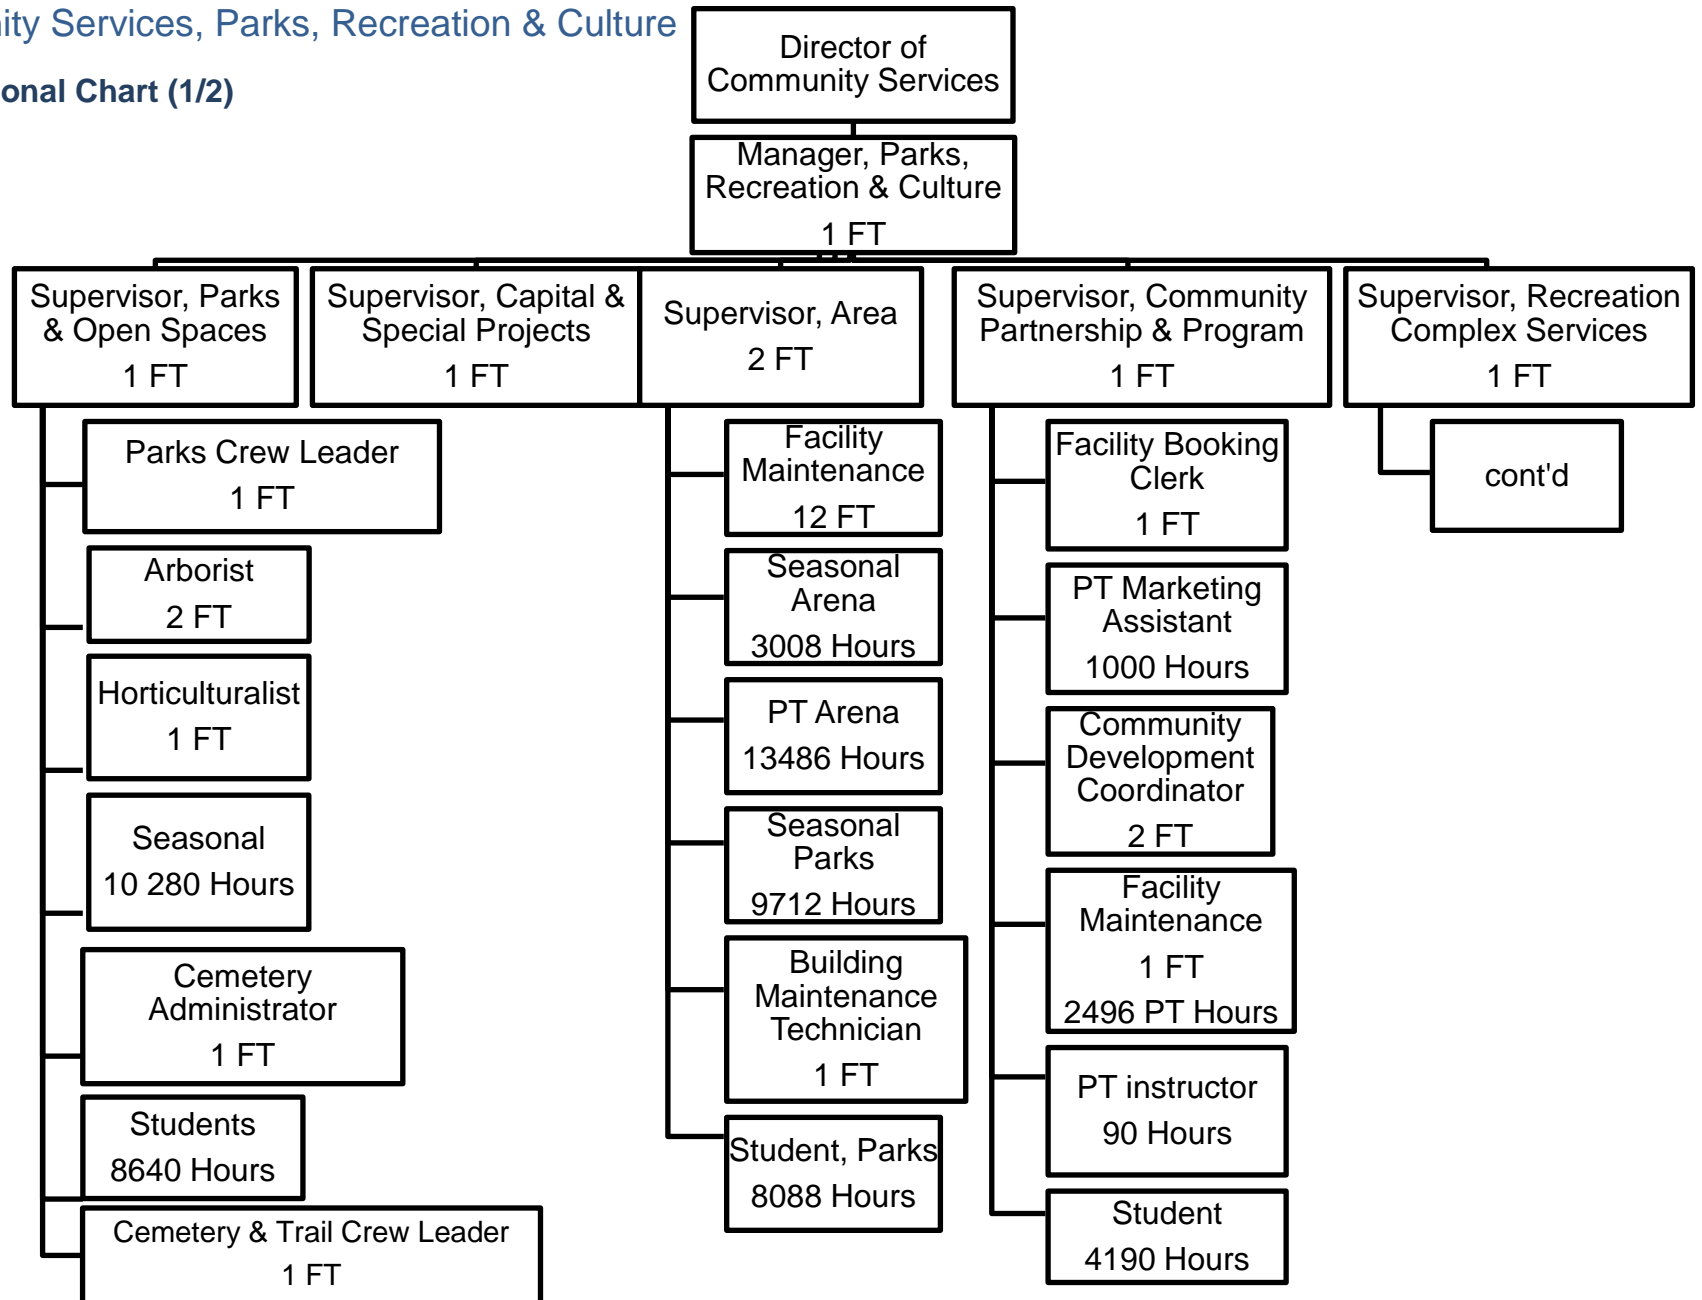 ity Services, Parks, Recreation & Culture
onal Chart (1/2)
Director of
Community Services
Manager, Parks,
Recreation & Culture
1 FT
Supervisor, Parks
& Open Spaces
1 FT
Supervisor, Capital &
Special Projects
1 FT
Supervisor, Area
2 FT
Supervisor, Community
Partnership & Program
1 FT
Supervisor, Recreation
Complex Services
1 FT
Parks Crew Leader
1 FT
Arborist
2 FT
Horticulturalist
1 FT
Seasonal
10 280 Hours
Cemetery
Administrator
1 FT
Students
8640 Hours
Cemetery & Trail Crew Leader
1 FT
Facility
Maintenance
12 FT
Seasonal
Arena
3008 Hours
PT Arena
13486 Hours
Seasonal
Parks
9712 Hours
Building
Maintenance
Technician
1 FT
Student, Parks
8088 Hours
Facility Booking
Clerk
1 FT
PT Marketing
Assistant
1000 Hours
Community
Development
Coordinator
2 FT
Facility
Maintenance
1 FT
2496 PT Hours
PT instructor
90 Hours
Student
4190 Hours
cont'd